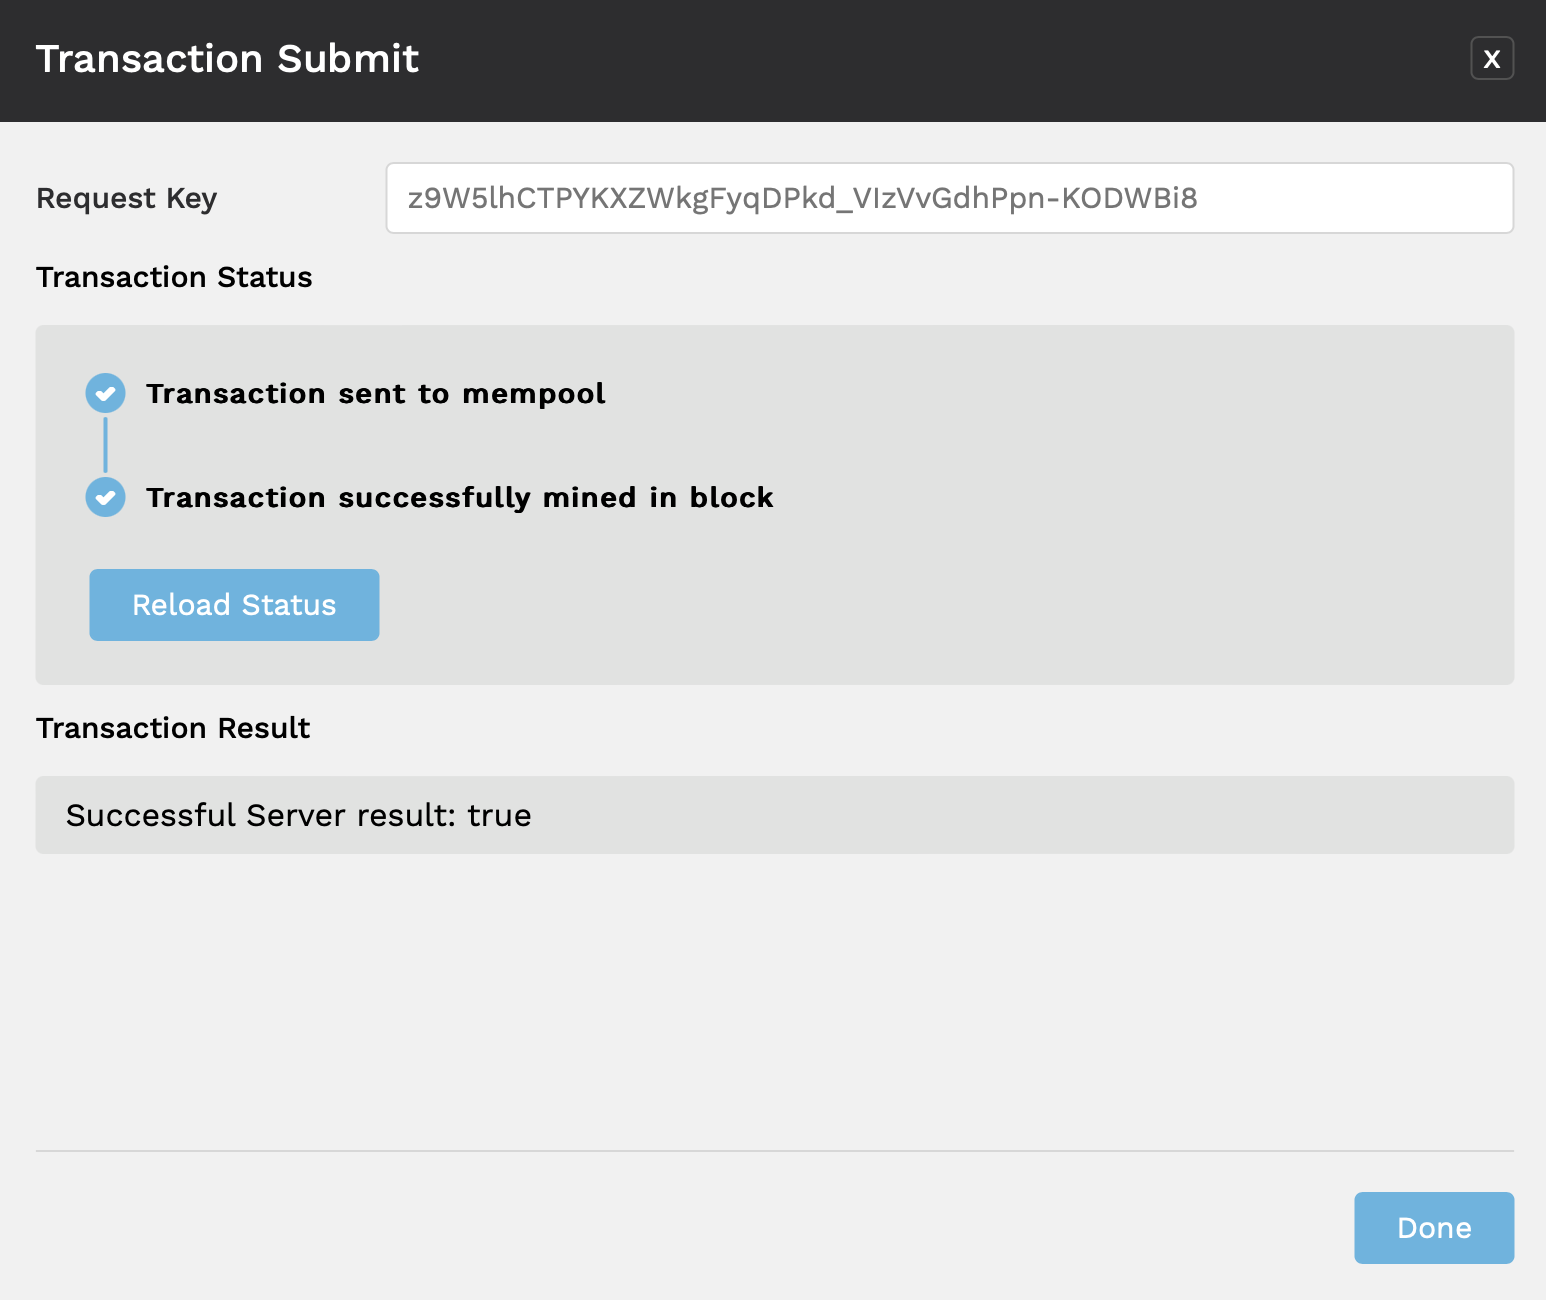 Transaction Submit
X
Request Key
z9W5lhCTPYKXZWkgFyqDPkd_VIzVvGdhPpn-KODWBi8
Transaction Status
Transaction sent to mempool
Transaction successfully mined in block
Reload Status
Transaction Result
Successful Server result: true
Done